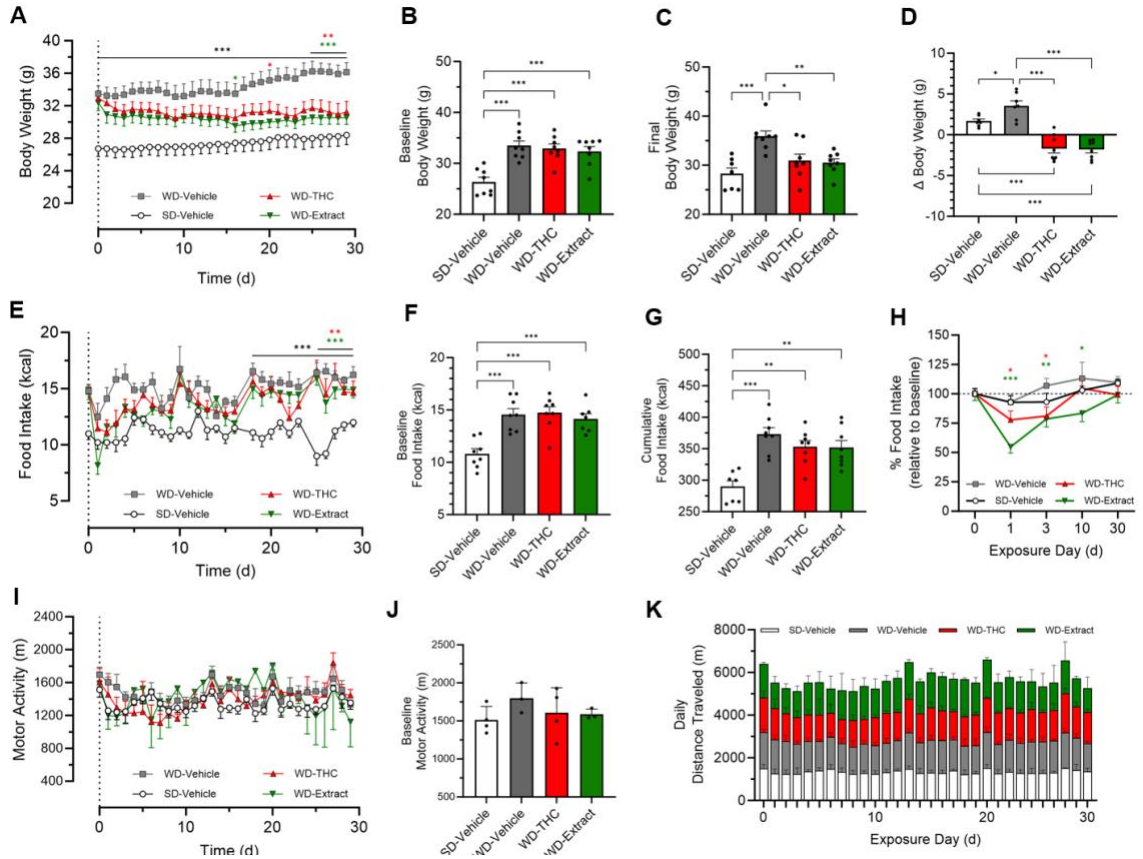 A
B
C
D
***
**
***
*
*
40
36
32
28
24
20
Body Weight (g)
WD-Vehicle
WD-THC
SD-Vehicle
WD-Extract
0
10
20
30
Time (d)
***
***
***
50
40
30
20
Baseline
Body Weight (g)
SD-Vehicle
WD-Vehicle
WD-THC
WD-Extract
**
***
*
50
40
30
20
Final
Body Weight (g)
SD-Vehicle
WD-Vehicle
WD-THC
WD-Extract
***
*
***
***
***
10
5
0
-5
-10
Δ Body Weight (g)
SD-Vehicle
WD-Vehicle
WD-THC
WD-Extract
E
F
G
H
**
***
***
20
15
10
5
Food Intake (kcal)
WD-Vehicle
WD-THC
SD-Vehicle
WD-Extract
0
10
20
30
Time (d)
***
***
***
20
15
10
5
Baseline
Food Intake (kcal)
SD-Vehicle
WD-Vehicle
WD-THC
WD-Extract
**
**
***
500
450
400
350
300
250
Cumulative
Food Intake (kcal)
SD-Vehicle
WD-Vehicle
WD-THC
WD-Extract
*
***
*
**
*
150
125
100
75
50
25
0
% Food Intake
(relative to baseline)
WD-Vehicle
WD-THC
SD-Vehicle
WD-Extract
0
1
3
10
30
Exposure Day (d)
I
J
K
2400
2000
1600
1200
800
400
Motor Activity (m)
WD-Vehicle
WD-THC
SD-Vehicle
WD-Extract
0
10
20
30
Time (d)
2500
2000
1500
1000
500
Baseline
Motor Activity (m)
SD-Vehicle
WD-Vehicle
WD-THC
WD-Extract
SD-Vehicle
WD-Vehicle
WD-THC
WD-Extract
8000
6000
4000
2000
0
Daily
Distance Traveled (m)
0
10
20
30
Exposure Day (d)